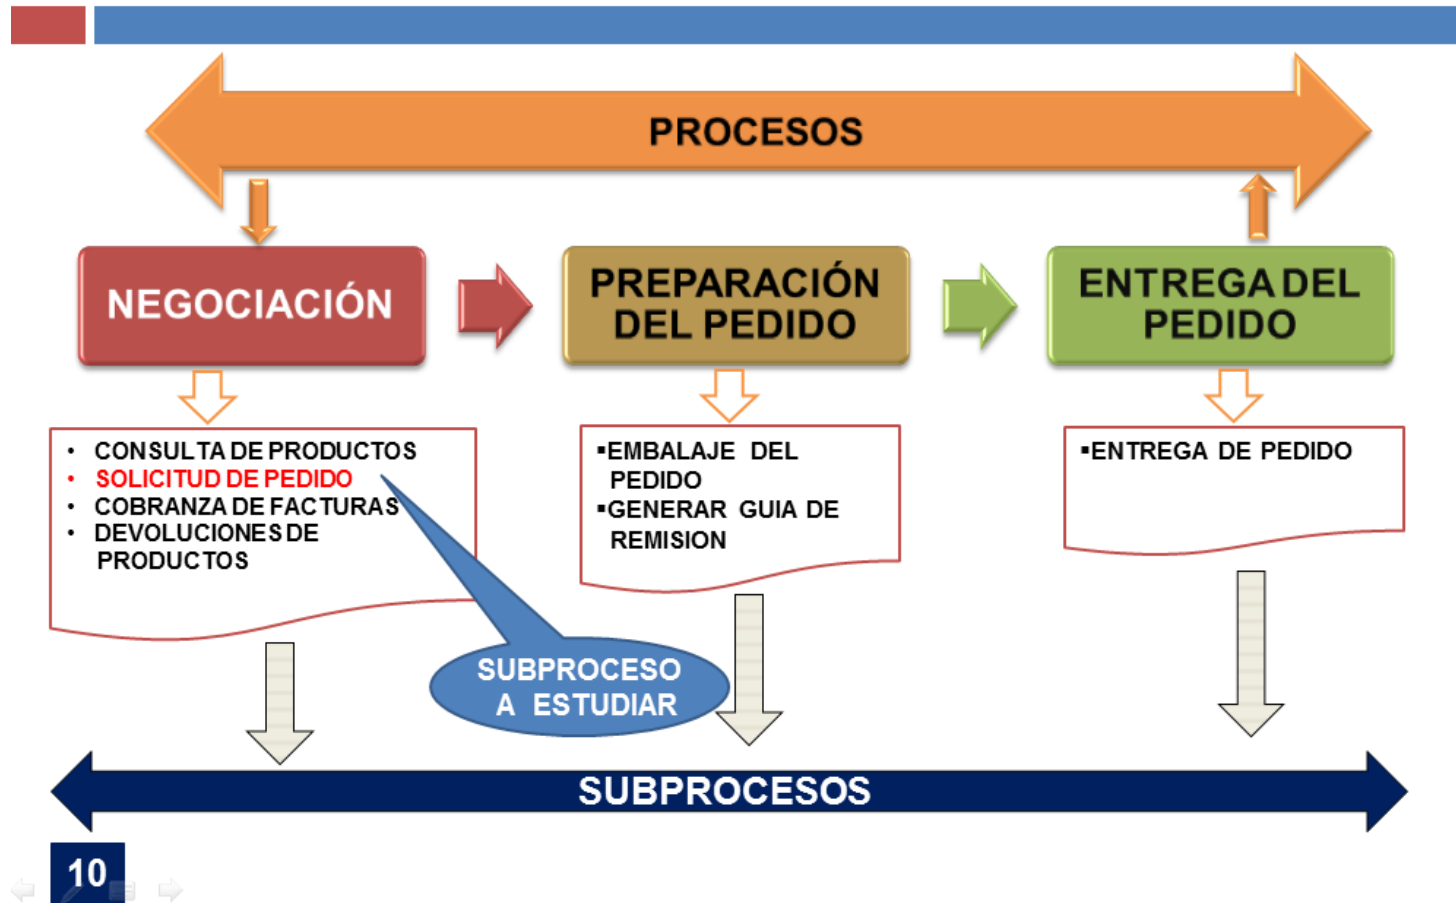 PROCESOS
NEGOCIACIÓN
PREPARACIÓN
DEL PEDIDO
ENTREGA DEL
PEDIDO
• CONSULTA DE PRODUCTOS
• SOLICITUD DE PEDIDO
• COBRANZA DE FACTURAS
• DEVOLUCIONES DE
PRODUCTOS
▪EMBALAJE DEL
PEDIDO
▪GENERAR GUIA DE
REMISION
▪ENTREGA DE PEDIDO
SUBPROCESO
A ESTUDIAR
SUBPROCESOS
10